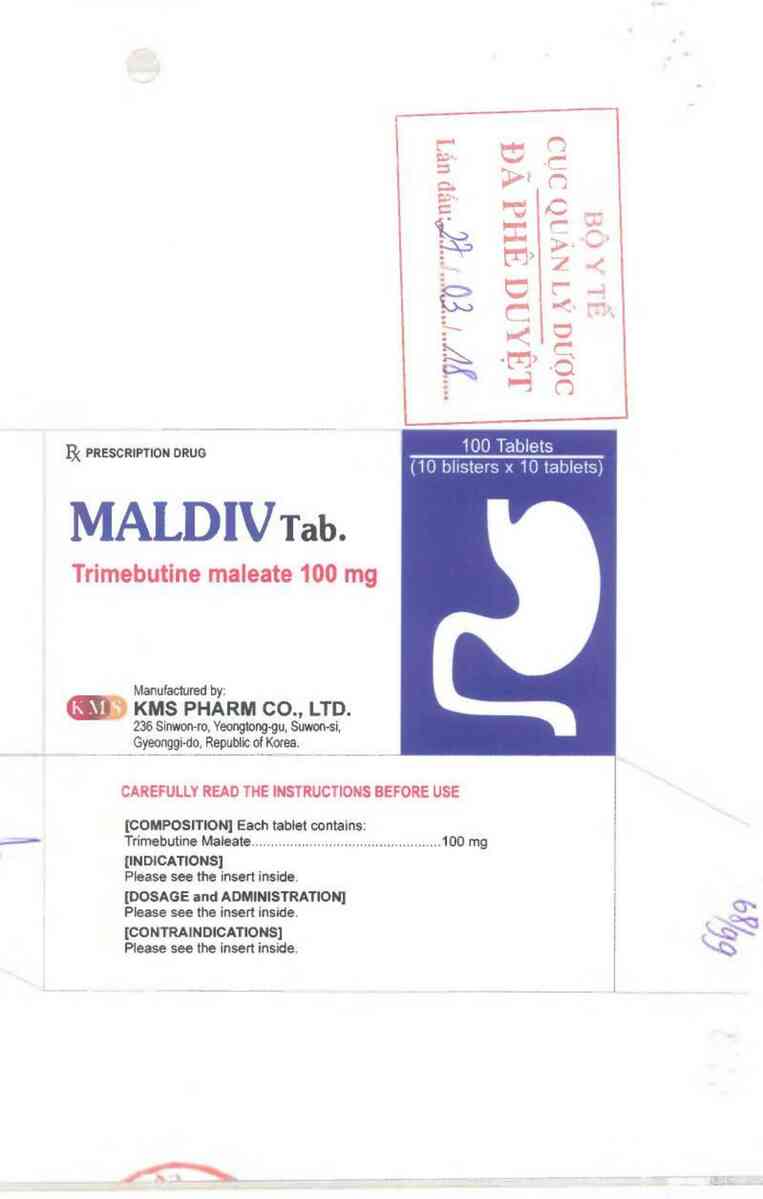 BỘ Y TẾ
CỤC QUẢN LÝ DƯỢC
ĐÃ PHÊ DUYỆT
Lần đầu: 27 / 03 / 18
℞ PRESCRIPTION DRUG
MALDIV Tab.
Trimebutine maleate 100 mg
100 Tablets
(10 blisters x 10 tablets)
Manufactured by:
KMS
KMS PHARM CO., LTD.
236 Sinwon-ro, Yeongtong-gu, Suwon-si,
Gyeonggi-do, Republic of Korea.
CAREFULLY READ THE INSTRUCTIONS BEFORE USE
[COMPOSITION] Each tablet contains:
Trimebutine Maleate................................................100 mg
[INDICATIONS]
Please see the insert inside.
[DOSAGE and ADMINISTRATION]
Please see the insert inside.
[CONTRAINDICATIONS]
Please see the insert inside.